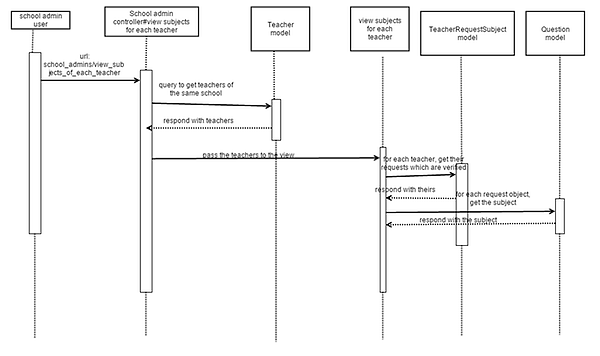 school admin
user
School admin
controller#view subjects
for each teacher
Teacher
model
view subjects
for each
teacher
TeacherRequestSubject
model
Question
model
url:
school_admins/view_sub
jects_of_each_teacher
query to get teachers of
the same school
respond with teachers
pass the teachers to the view
for each teacher, get their
requests which are verified
respond with theirs
for each request object,
get the subject
respond with the subject